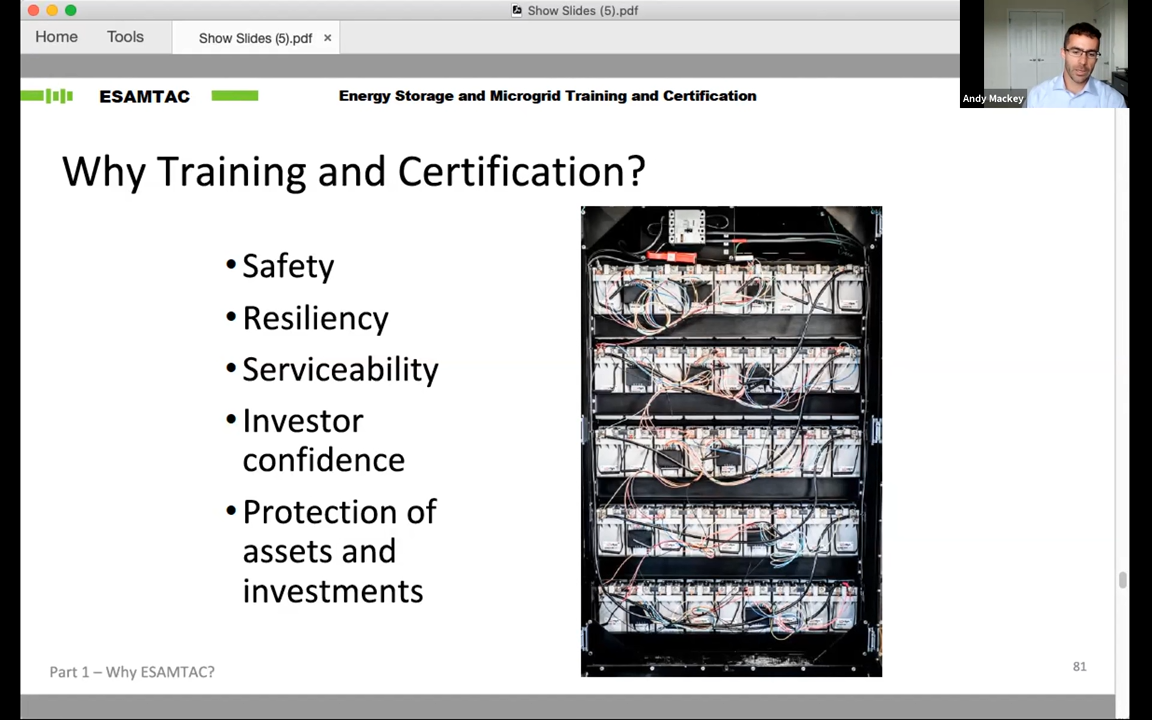 Show Slides (5).pdf
Home Tools Show Slides (5).pdf ×
ESAMTAC Energy Storage and Microgrid Training and Certification
Andy Mackey
Why Training and Certification?
• Safety
• Resiliency
• Serviceability
• Investor
confidence
• Protection of
assets and
investments
Part 1 – Why ESAMTAC?
81